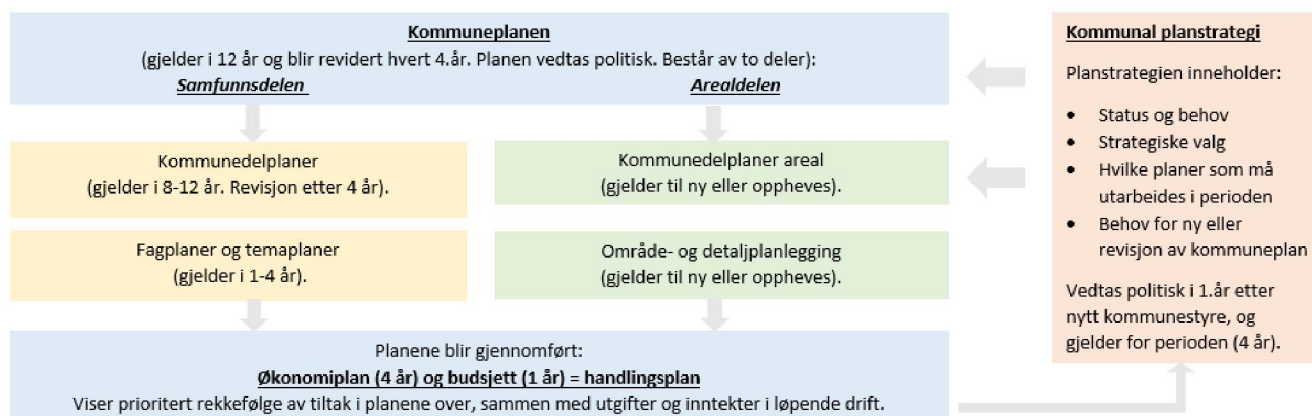 Kommuneplanen
(gjelder i 12 år og blir revidert hvert 4.år. Planen vedtas politisk. Består av to deler):
Samfunnsdelen
Arealdelen
Kommunedelplaner
(gjelder i 8-12 år. Revisjon etter 4 år).
Kommunedelplaner areal
(gjelder til ny eller oppheves).
Fagplaner og temaplaner
(gjelder i 1-4 år).
Område- og detaljplanlegging
(gjelder til ny eller oppheves).
Planene blir gjennomført:
Økonomiplan (4 år) og budsjett (1 år) = handlingsplan
Viser prioritert rekkefølge av tiltak i planene over, sammen med utgifter og inntekter i løpende drift.
Kommunal planstrategi
Planstrategien inneholder:
• Status og behov
• Strategiske valg
• Hvilke planer som må
utarbeides i perioden
• Behov for ny eller
revisjon av kommuneplan
Vedtas politisk i 1.år etter
nytt kommunestyre, og
gjelder for perioden (4 år).